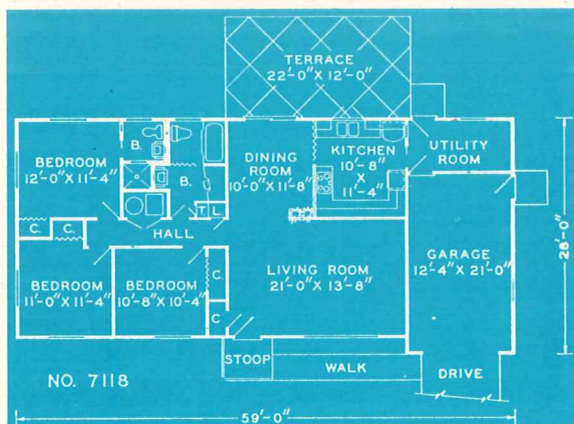 TERRACE
22'-0" X 12'-0"
BEDROOM
12'-0" X 11'-4"
B.
B.
DINING
ROOM
10'-0" X 11'-8"
KITCHEN
10'-8"
X
11'-4"
UTILITY
ROOM
T.
L.
C.
C.
HALL
BEDROOM
11'-0" X 11'-4"
BEDROOM
10'-8" X 10'-4"
C.
C
LIVING ROOM
21'-0" X 13'-8"
GARAGE
12'-4" X 21'-0"
28'-0"
STOOP
WALK
DRIVE
NO. 7118
59'-0"